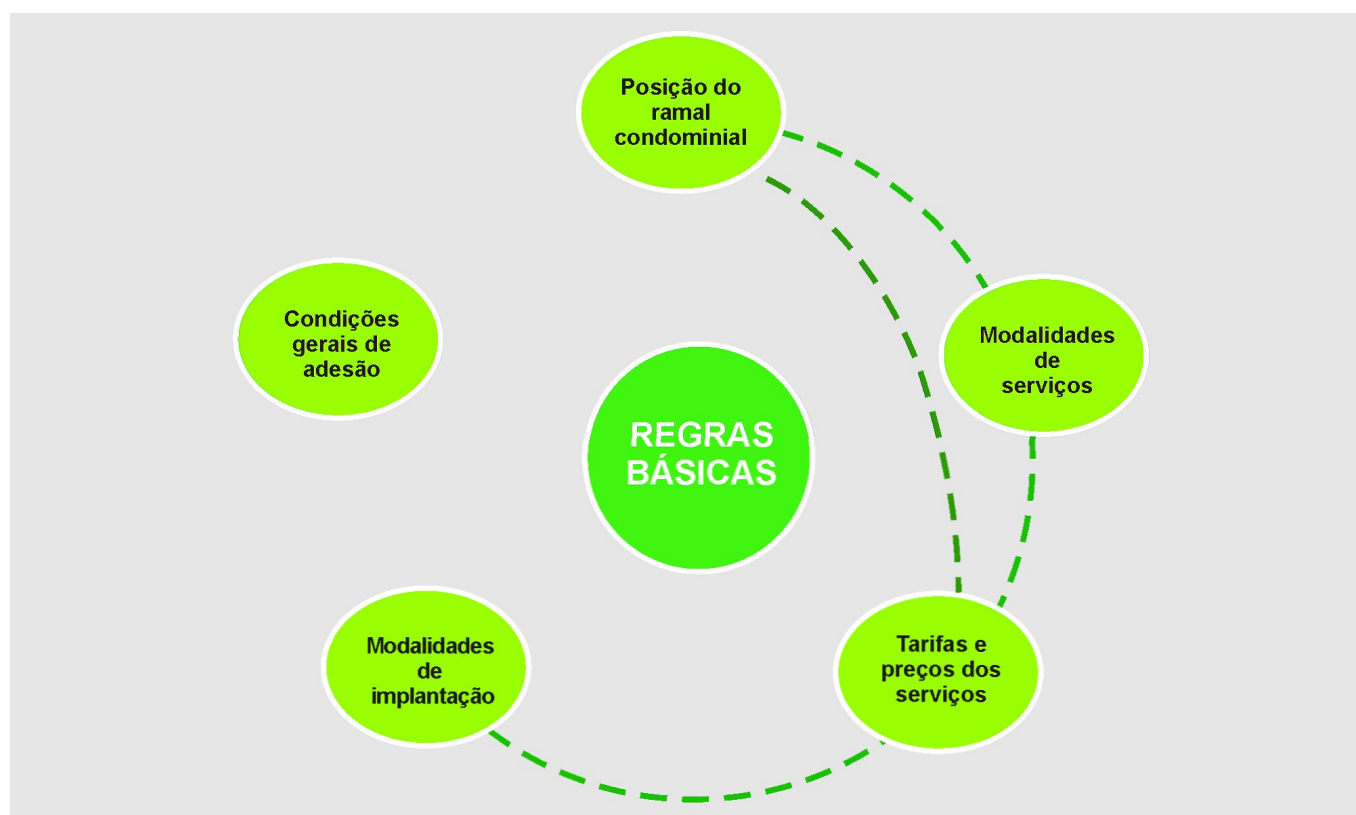 Posição do
ramal
condominial
Condições
gerais de
adesão
Modalidades
de
serviços
REGRAS
BÁSICAS
Modalidades
de
implantação
Tarifas e
preços dos
serviços